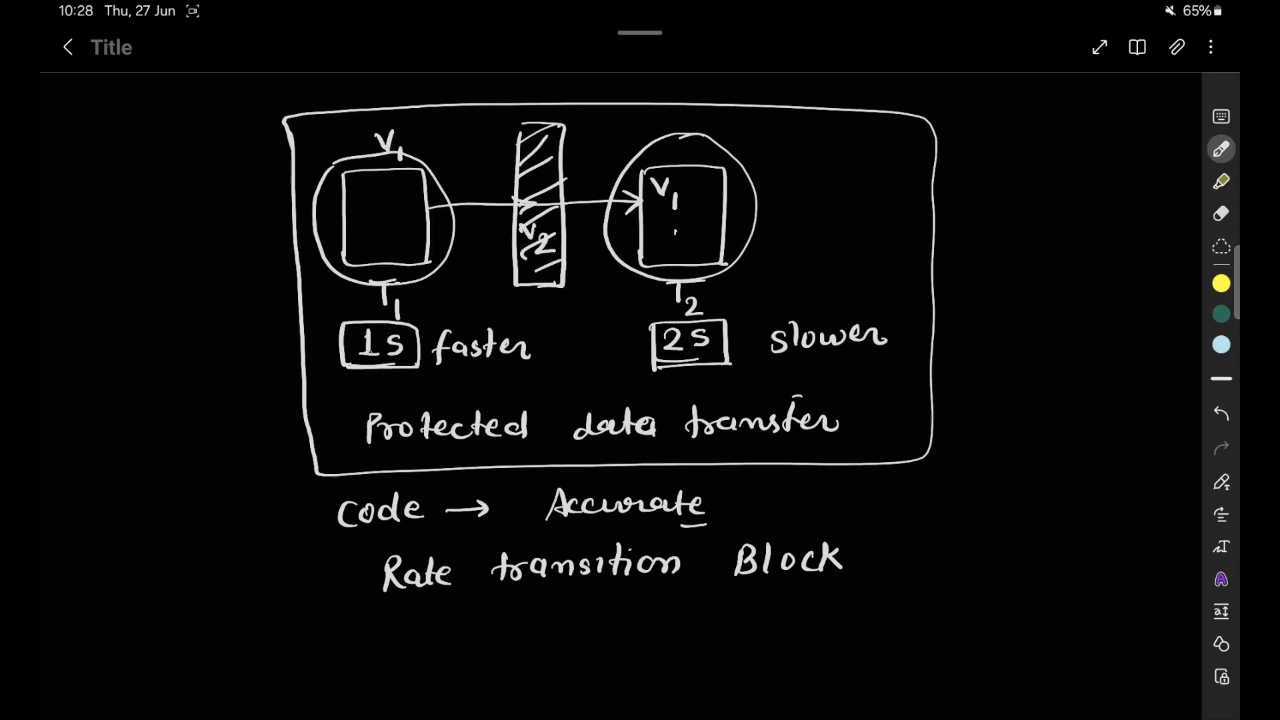 10:28 Thu, 27 Jun
65%
Title
V1
V1
V2
T1
T2
1s faster
2s slower
Protected data transfer
Code → Accurate
Rate transition Block